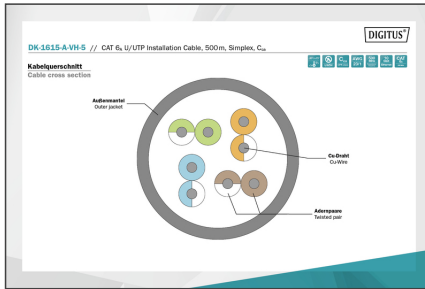 DIGITUS®
DK-1615-A-VH-5 // CAT 6A U/UTP Installation Cable, 500m, Simplex, Cca
Kabelquerschnitt
Cable cross section
Außenmantel
Outer jacket
Cu-Draht
Cu-Wire
Adernpaare
Twisted pair